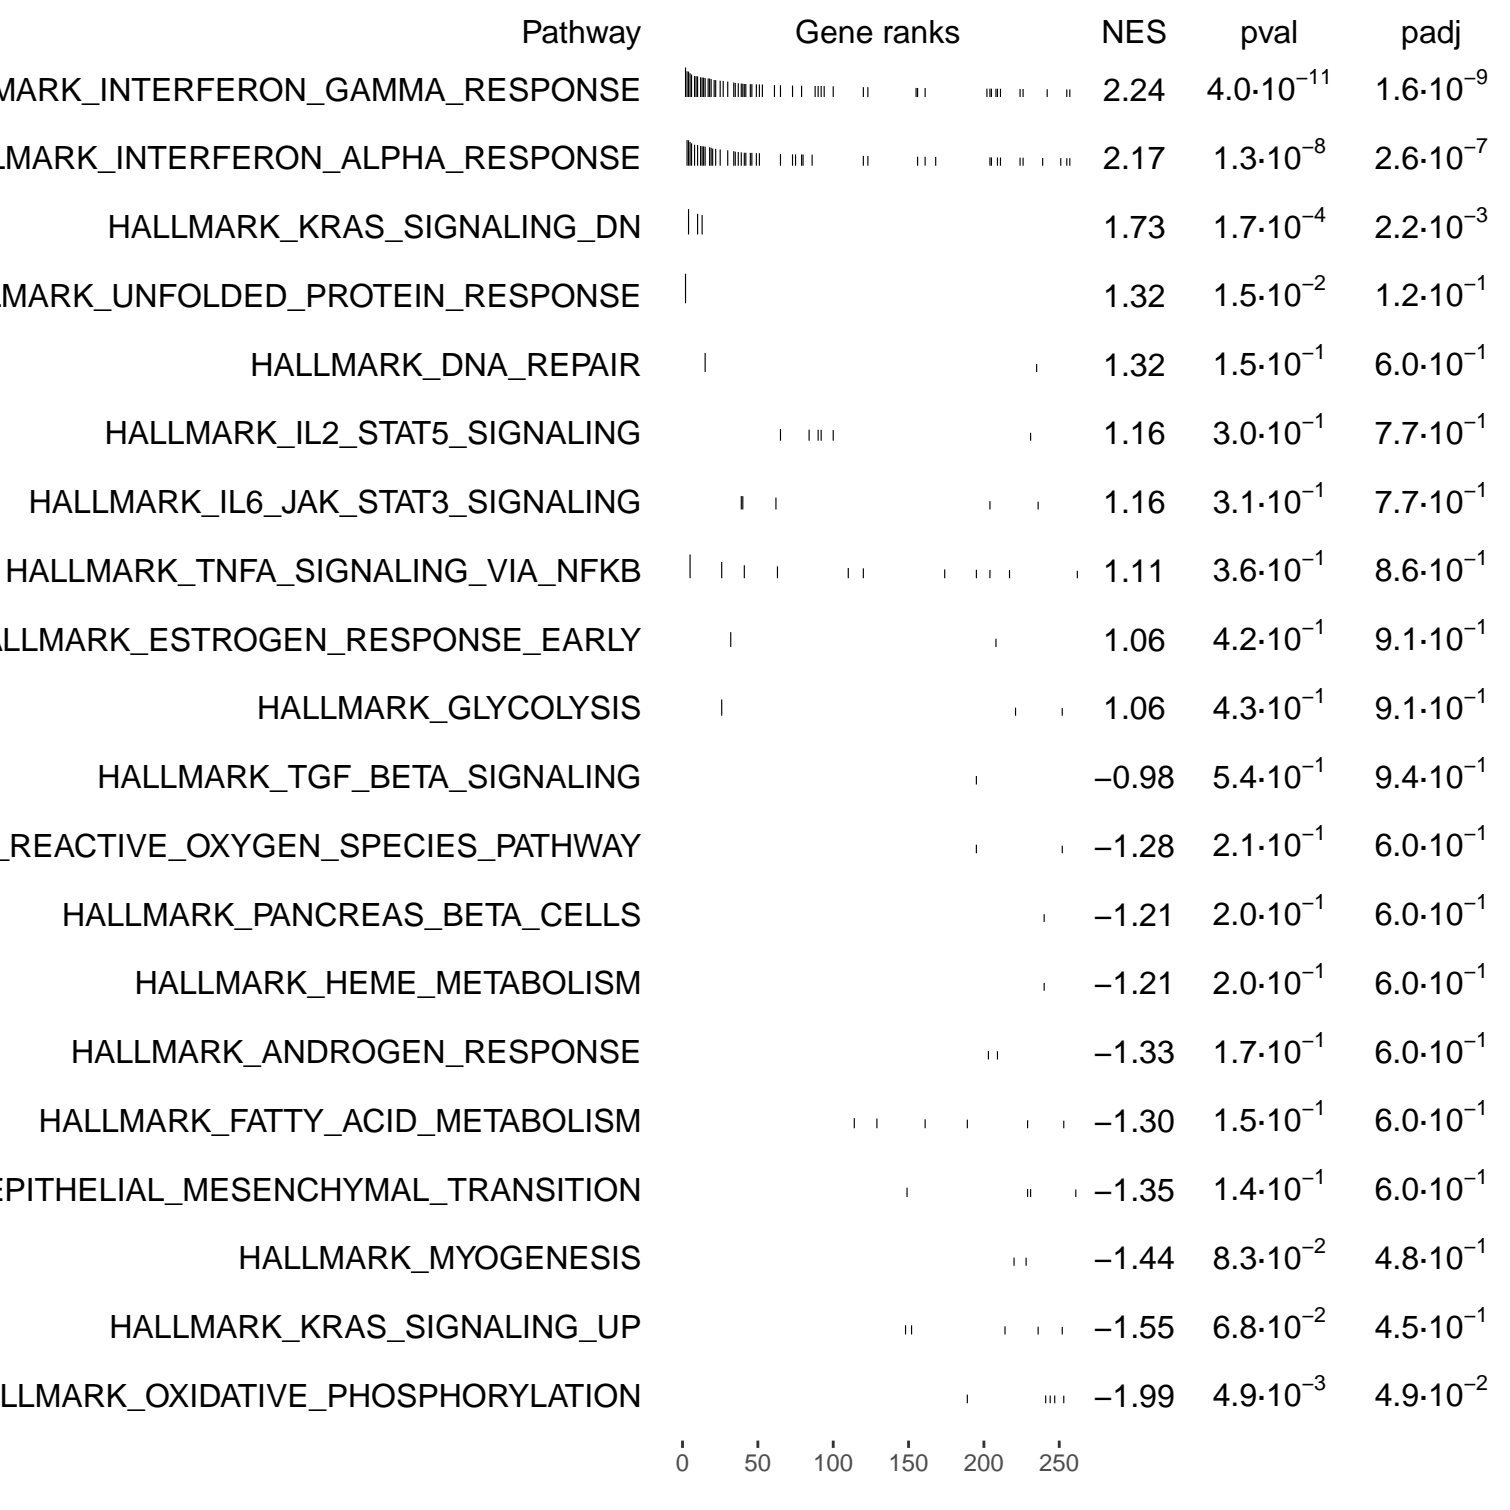 Pathway Gene ranks NES pval padj
MARK_INTERFERON_GAMMA_RESPONSE 2.24 4.0·10⁻¹¹ 1.6·10⁻⁹
LMARK_INTERFERON_ALPHA_RESPONSE 2.17 1.3·10⁻⁸ 2.6·10⁻⁷
HALLMARK_KRAS_SIGNALING_DN 1.73 1.7·10⁻⁴ 2.2·10⁻³
MARK_UNFOLDED_PROTEIN_RESPONSE 1.32 1.5·10⁻² 1.2·10⁻¹
HALLMARK_DNA_REPAIR 1.32 1.5·10⁻¹ 6.0·10⁻¹
HALLMARK_IL2_STAT5_SIGNALING 1.16 3.0·10⁻¹ 7.7·10⁻¹
HALLMARK_IL6_JAK_STAT3_SIGNALING 1.16 3.1·10⁻¹ 7.7·10⁻¹
HALLMARK_TNFA_SIGNALING_VIA_NFKB 1.11 3.6·10⁻¹ 8.6·10⁻¹
LLMARK_ESTROGEN_RESPONSE_EARLY 1.06 4.2·10⁻¹ 9.1·10⁻¹
HALLMARK_GLYCOLYSIS 1.06 4.3·10⁻¹ 9.1·10⁻¹
HALLMARK_TGF_BETA_SIGNALING −0.98 5.4·10⁻¹ 9.4·10⁻¹
_REACTIVE_OXYGEN_SPECIES_PATHWAY −1.28 2.1·10⁻¹ 6.0·10⁻¹
HALLMARK_PANCREAS_BETA_CELLS −1.21 2.0·10⁻¹ 6.0·10⁻¹
HALLMARK_HEME_METABOLISM −1.21 2.0·10⁻¹ 6.0·10⁻¹
HALLMARK_ANDROGEN_RESPONSE −1.33 1.7·10⁻¹ 6.0·10⁻¹
HALLMARK_FATTY_ACID_METABOLISM −1.30 1.5·10⁻¹ 6.0·10⁻¹
EPITHELIAL_MESENCHYMAL_TRANSITION −1.35 1.4·10⁻¹ 6.0·10⁻¹
HALLMARK_MYOGENESIS −1.44 8.3·10⁻² 4.8·10⁻¹
HALLMARK_KRAS_SIGNALING_UP −1.55 6.8·10⁻² 4.5·10⁻¹
LLMARK_OXIDATIVE_PHOSPHORYLATION −1.99 4.9·10⁻³ 4.9·10⁻²
0 50 100 150 200 250